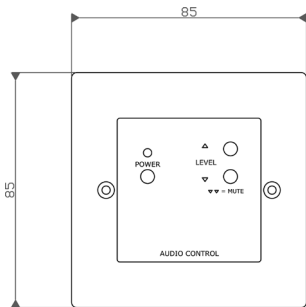 85
85
POWER
LEVEL
▽▽ = MUTE
AUDIO CONTROL